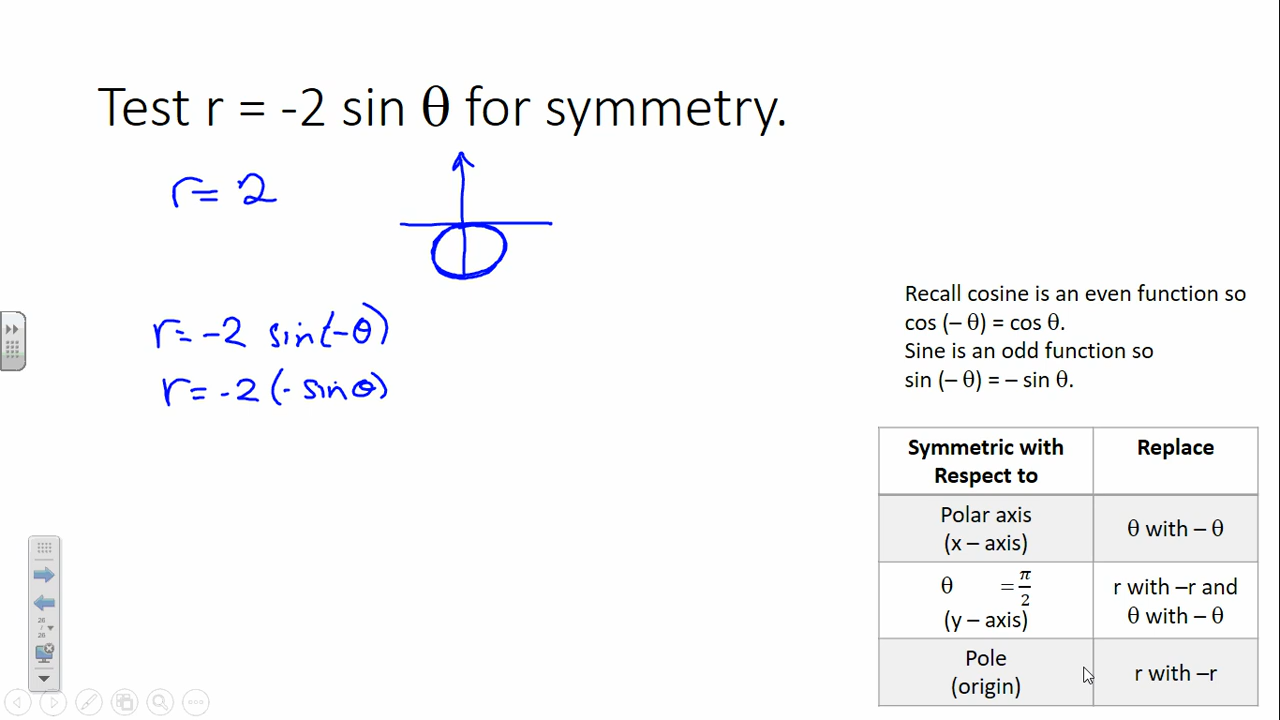 Test r = -2 sin θ for symmetry.
r = 2
r = -2 sin(-θ)
r = -2 (- sin θ)
Recall cosine is an even function so
cos (– θ) = cos θ.
Sine is an odd function so
sin (– θ) = – sin θ.
Symmetric with
Respect to
Replace
Polar axis
(x – axis)
θ with – θ
θ = π/2
(y – axis)
r with –r and
θ with – θ
Pole
(origin)
r with –r
26
/
26